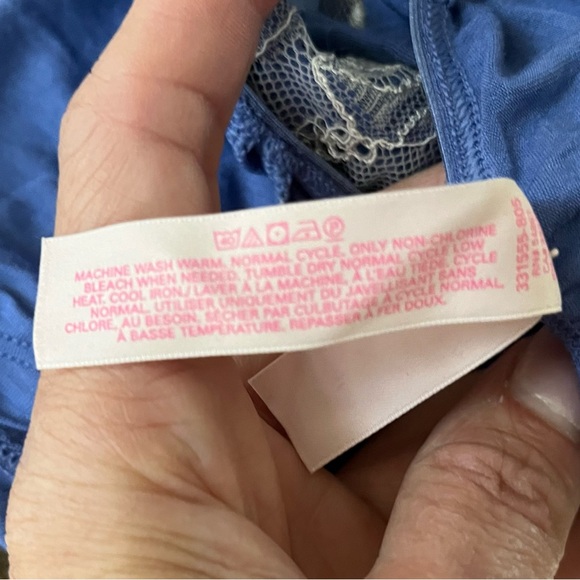 MACHINE WASH WARM, NORMAL CYCLE, ONLY NON-CHLORINE
BLEACH WHEN NEEDED, TUMBLE DRY NORMAL CYCLE LOW
HEAT. COOL IRON./ LAVER À LA MACHINE, À L'EAU TIÈDE, CYCLE
NORMAL, UTILISER UNIQUEMENT DU JAVELLISANT SANS
CHLORE, AU BESOIN, SÉCHER PAR CULBUTAGE À CYCLE NORMAL,
À BASSE TEMPÉRATURE, REPASSER À FER DOUX.
331555-B05